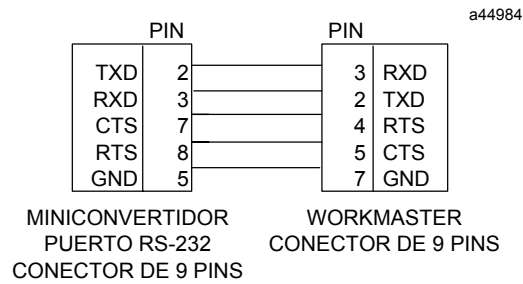 a44984
PIN PIN
TXD 2 3 RXD
RXD 3 2 TXD
CTS 7 4 RTS
RTS 8 5 CTS
GND 5 7 GND
MINICONVERTIDOR
PUERTO RS-232
CONECTOR DE 9 PINS
WORKMASTER
CONECTOR DE 9 PINS